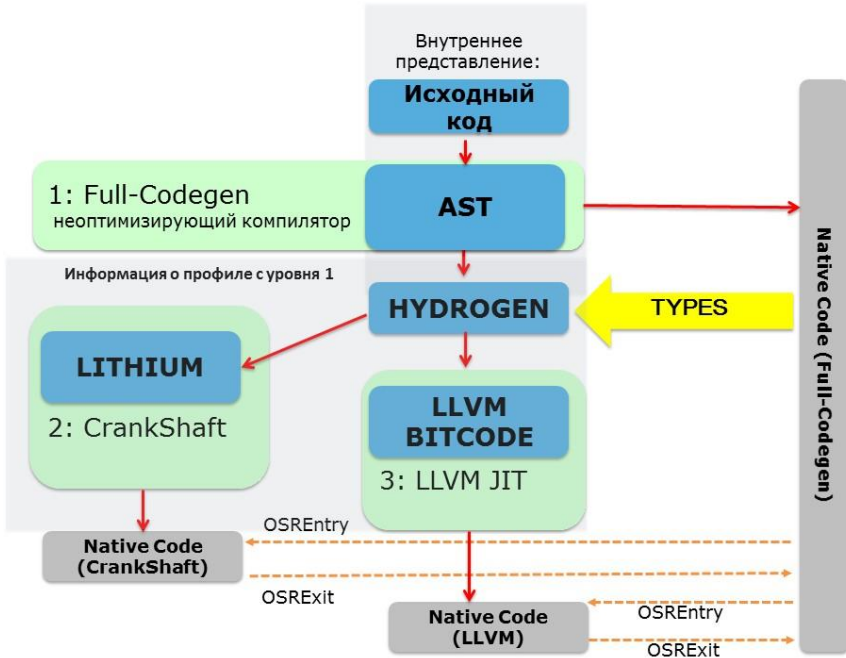 Внутреннее
представление:
Исходный
код
1: Full-Codegen
неоптимизирующий компилятор
AST
Информация о профиле с уровня 1
HYDROGEN
TYPES
LITHIUM
2: CrankShaft
LLVM
BITCODE
3: LLVM JIT
Native Code (Full-Codegen)
OSREntry
Native Code
(CrankShaft)
OSRExit
Native Code
(LLVM)
OSREntry
OSRExit